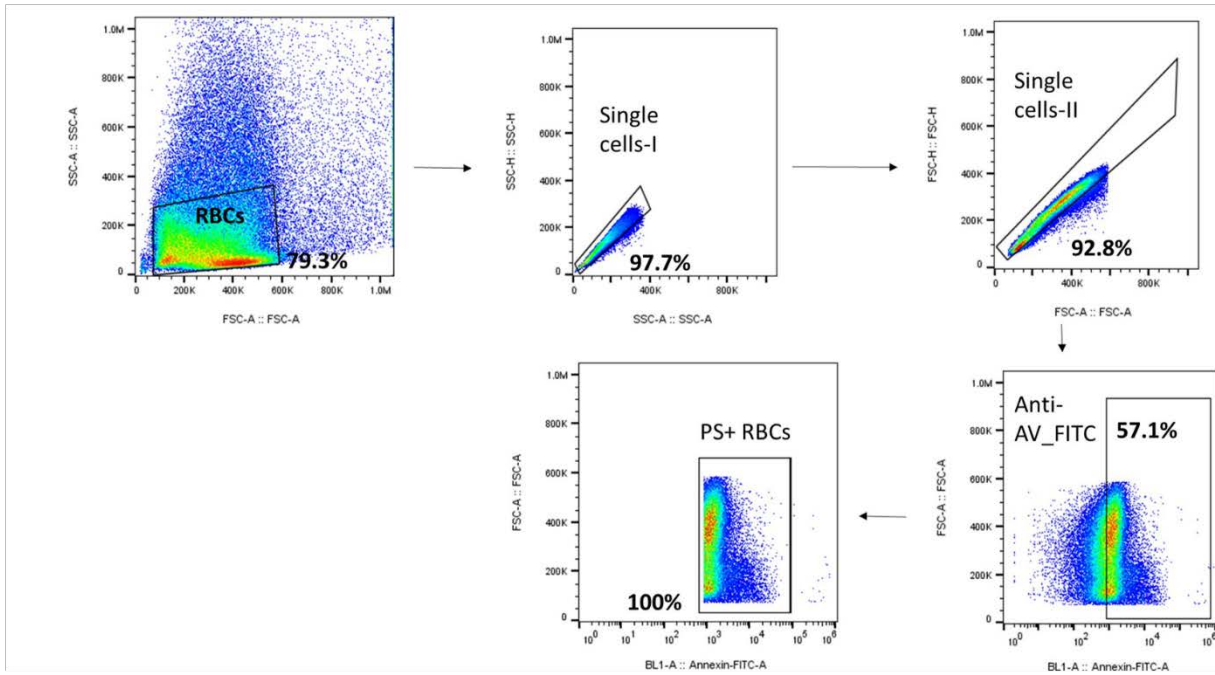 1.0M
800K
600K
400K
200K
0
SSC-A :: SSC-A
RBCs
79.3%
0 200K 400K 600K 800K 1.0M
FSC-A :: FSC-A
1.0M
800K
600K
400K
200K
0
SSC-H :: SSC-H
Single
cells-I
97.7%
0 400K 800K
SSC-A :: SSC-A
1.0M
800K
600K
400K
200K
0
FSC-H :: FSC-H
Single
cells-II
92.8%
0 400K 800K
FSC-A :: FSC-A
1.0M
800K
600K
400K
200K
0
FSC-A :: FSC-A
PS+ RBCs
100%
10^0 10^1 10^2 10^3 10^4 10^5 10^6
BL1-A :: Annexin-FITC-A
1.0M
800K
600K
400K
200K
0
FSC-A :: FSC-A
Anti-
AV_FITC
57.1%
10^0 10^2 10^4 10^6
BL1-A :: Annexin-FITC-A